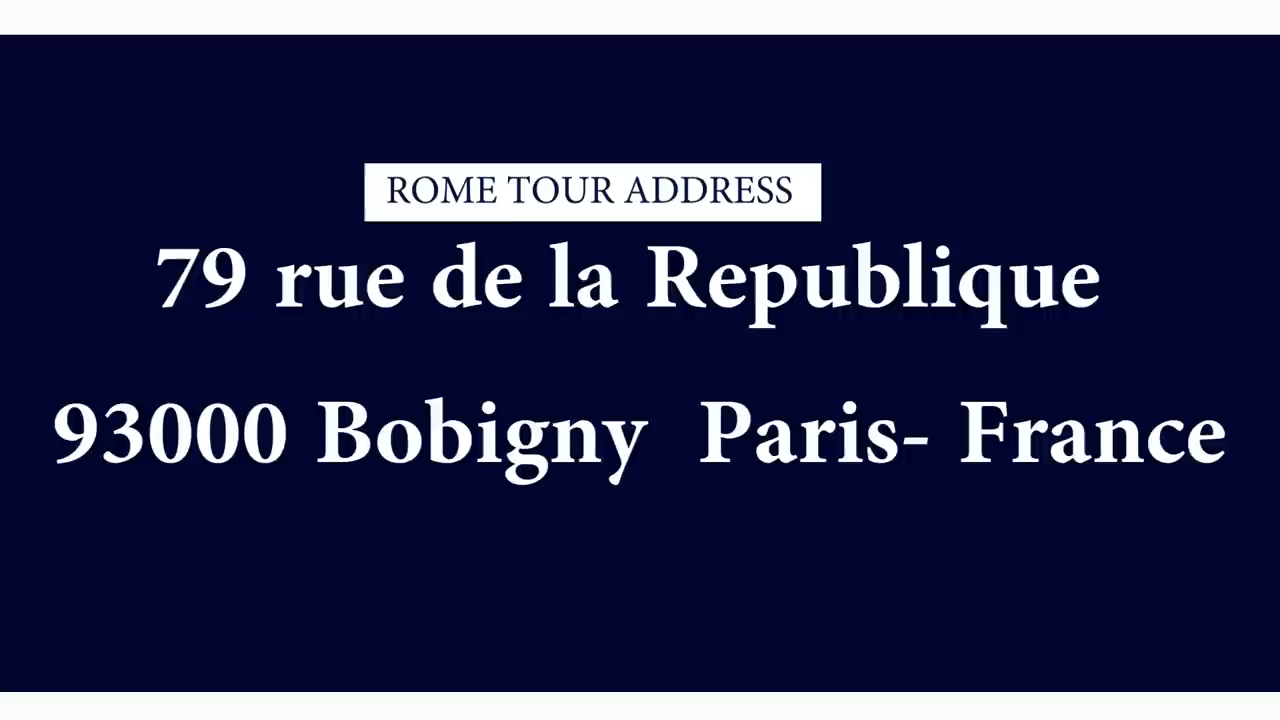 ROME TOUR ADDRESS
79 rue de la Republique
93000 Bobigny Paris- France